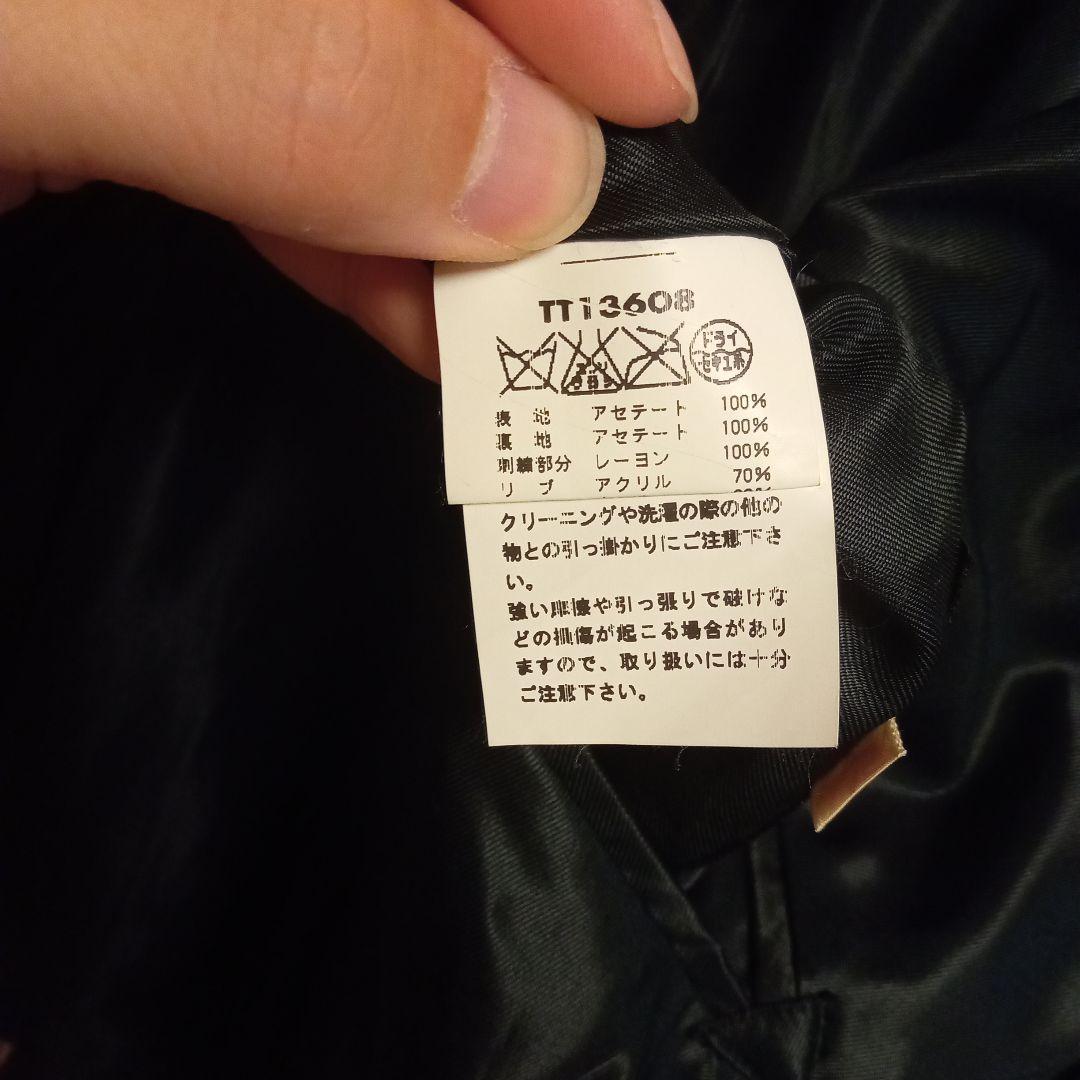 TT13608
ドライ
セキユ系
表 地 アセテート 100%
裏 地 アセテート 100%
刺繍部分 レーヨン 100%
リ ブ アクリル 70%
クリーニングや洗濯の際の他の
物との引っ掛かりにご注意下さ
い。
強い摩擦や引っ張りで破けな
どの損傷が起こる場合があり
ますので、取り扱いには十分
ご注意下さい。